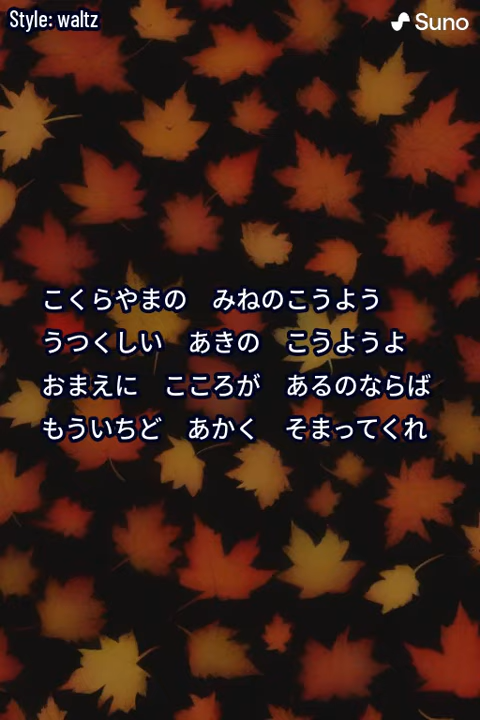 Style: waltz
Suno
こくらやまの　みねのこうよう
うつくしい　あきの　こうようよ
おまえに　こころが　あるのならば
もういちど　あかく　そまってくれ